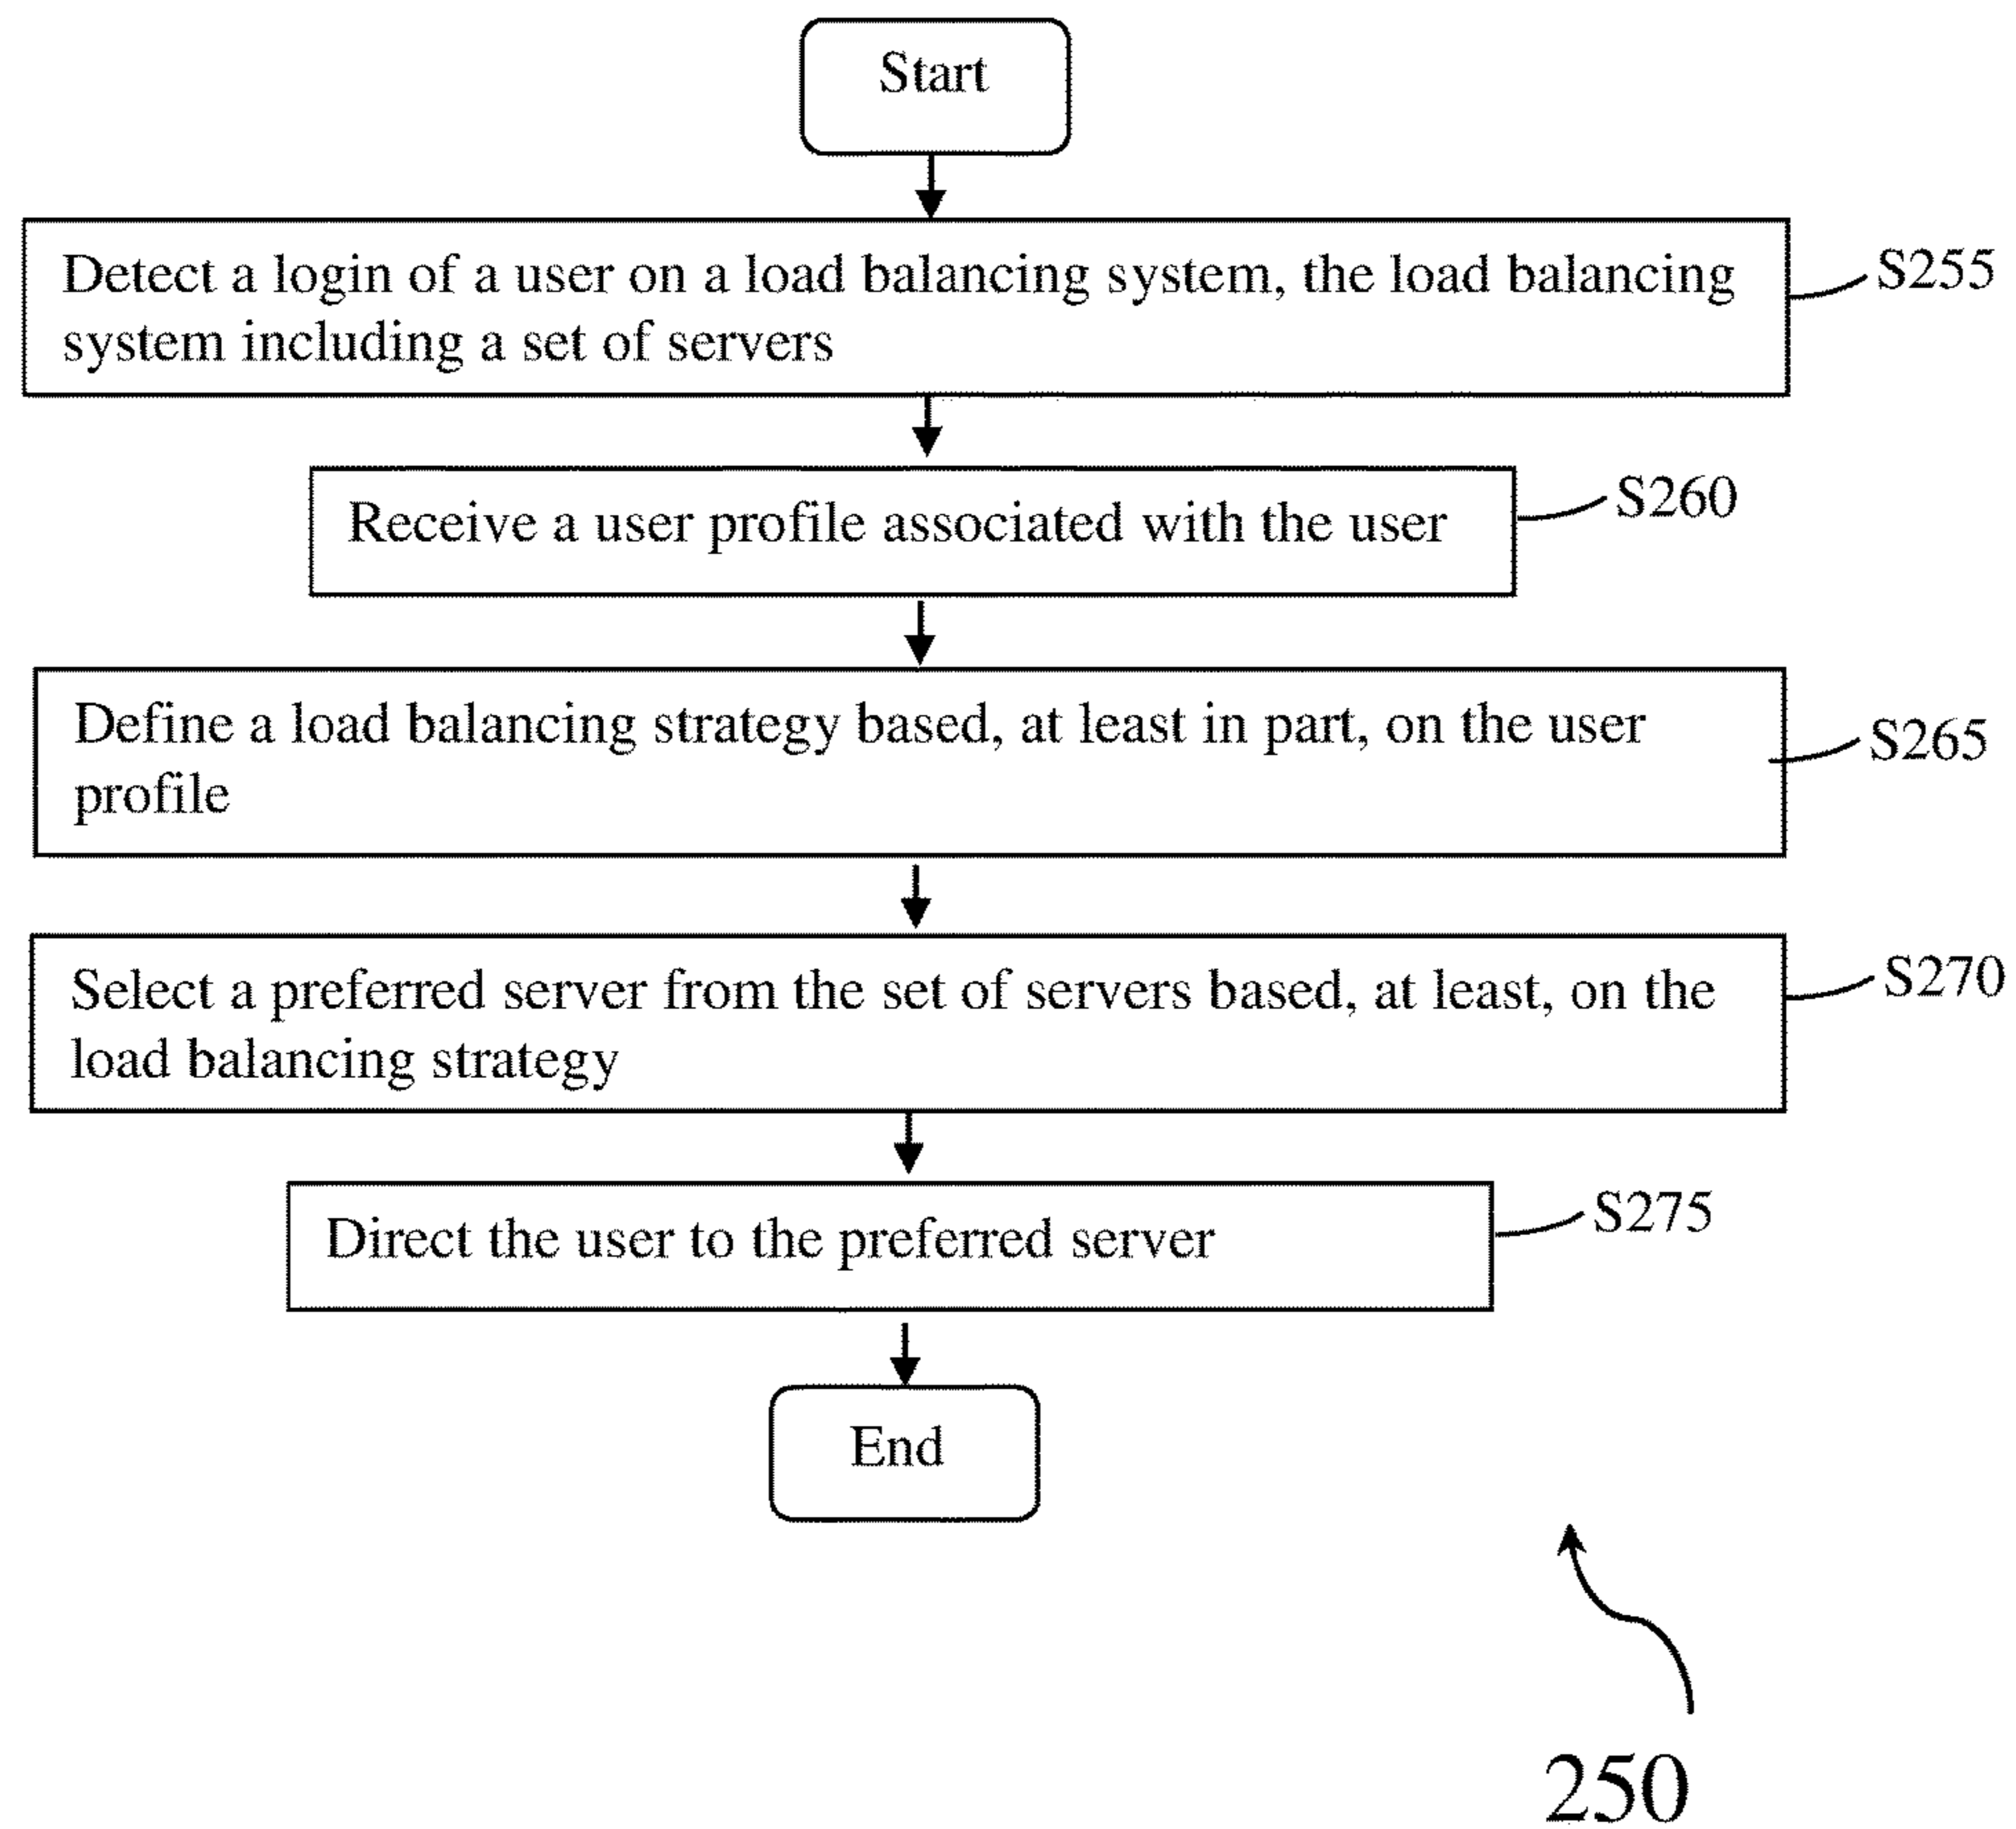 Start
Detect a login of a user on a load balancing system, the load balancing
system including a set of servers
S255
Receive a user profile associated with the user
S260
Define a load balancing strategy based, at least in part, on the user
profile
S265
Select a preferred server from the set of servers based, at least, on the
load balancing strategy
S270
Direct the user to the preferred server
S275
End
250